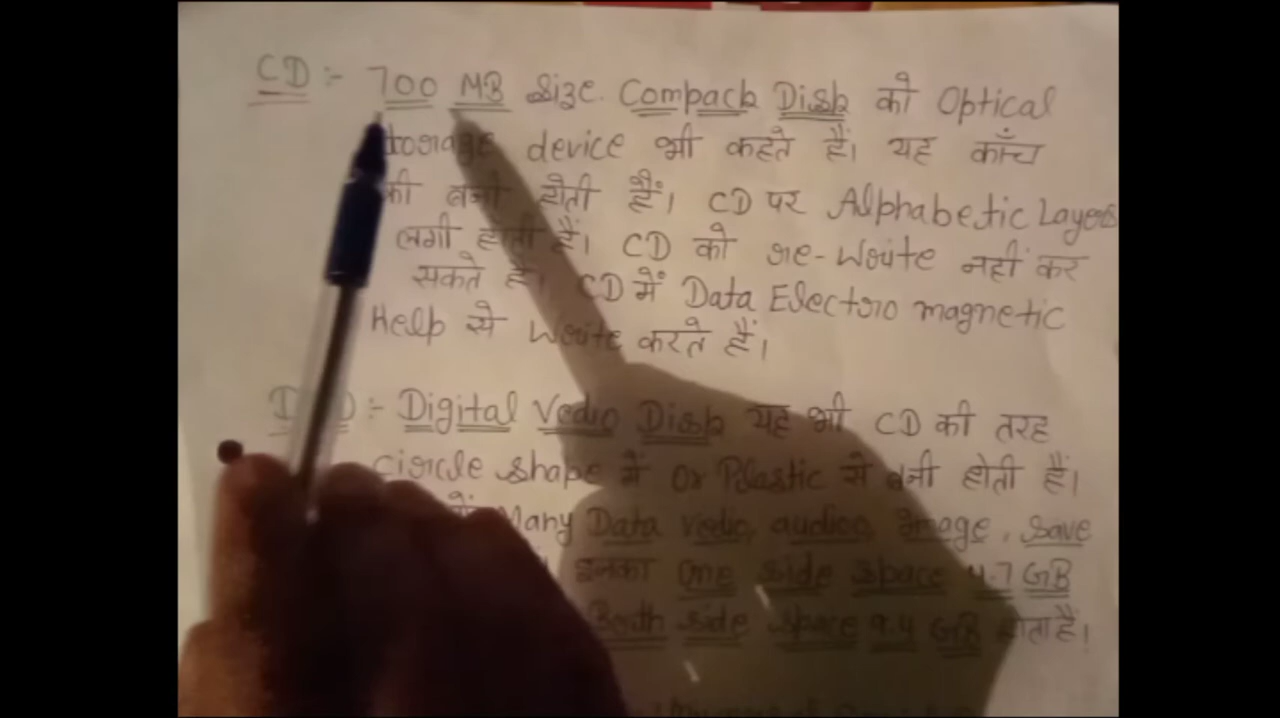 CD :- 700 MB Size. Compack Disk को Optical
Storage device भी कहते हैं। यह काँच
की बनी होती हैं। CD पर Alphabetic Layers
लगी होती हैं। CD को re-Write नहीं कर
सकते हैं। CD में Data Electro magnetic
Help से Write करते हैं।
:- Digital Vedio Disk यह भी CD की तरह
circle shape में Or Plastic से बनी होती हैं।
Many Data Vedio, audioo, Image, Save
इनका One side space 4.7 GB
Both side space 9.4 GB होता है।